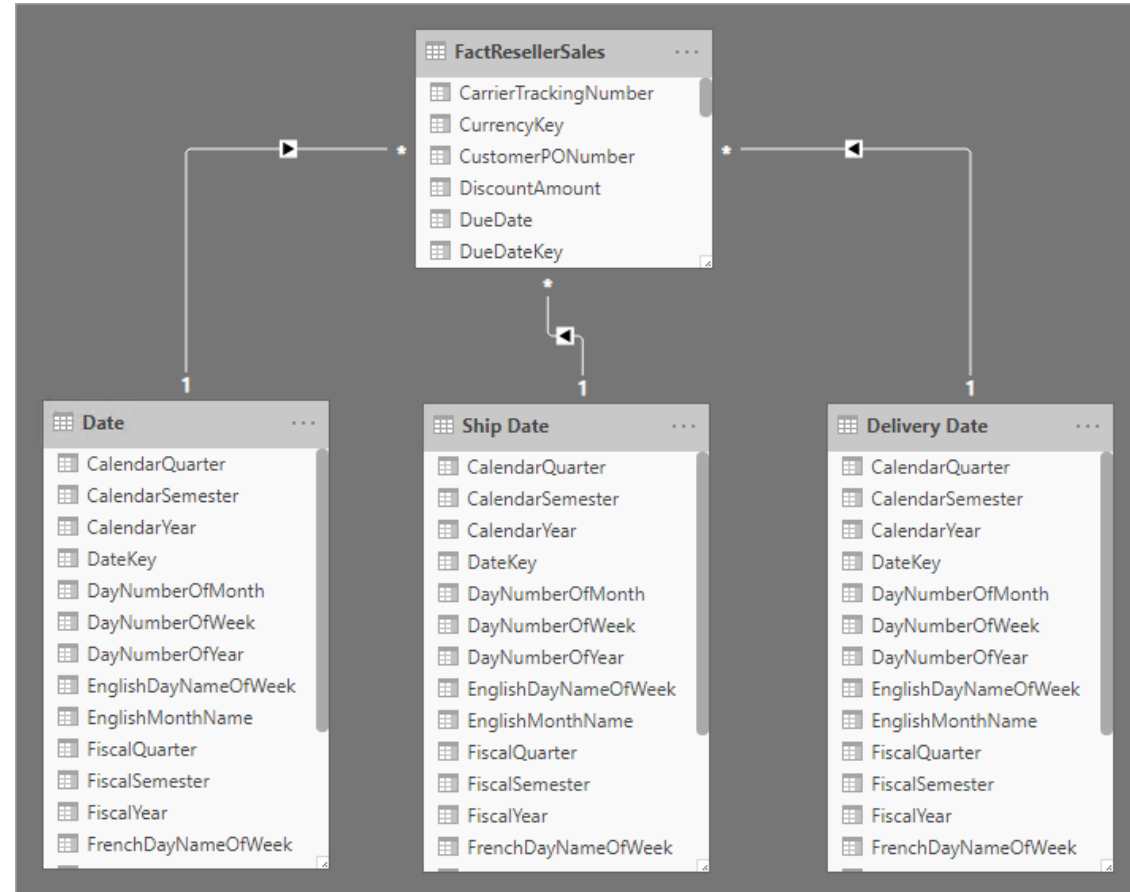 FactResellerSales ...
CarrierTrackingNumber
CurrencyKey
* CustomerPONumber *
DiscountAmount
DueDate
DueDateKey
*
1
1
1
Date ...
CalendarQuarter
CalendarSemester
CalendarYear
DateKey
DayNumberOfMonth
DayNumberOfWeek
DayNumberOfYear
EnglishDayNameOfWeek
EnglishMonthName
FiscalQuarter
FiscalSemester
FiscalYear
FrenchDayNameOfWeek
Ship Date ...
CalendarQuarter
CalendarSemester
CalendarYear
DateKey
DayNumberOfMonth
DayNumberOfWeek
DayNumberOfYear
EnglishDayNameOfWeek
EnglishMonthName
FiscalQuarter
FiscalSemester
FiscalYear
FrenchDayNameOfWeek
Delivery Date ...
CalendarQuarter
CalendarSemester
CalendarYear
DateKey
DayNumberOfMonth
DayNumberOfWeek
DayNumberOfYear
EnglishDayNameOfWeek
EnglishMonthName
FiscalQuarter
FiscalSemester
FiscalYear
FrenchDayNameOfWeek